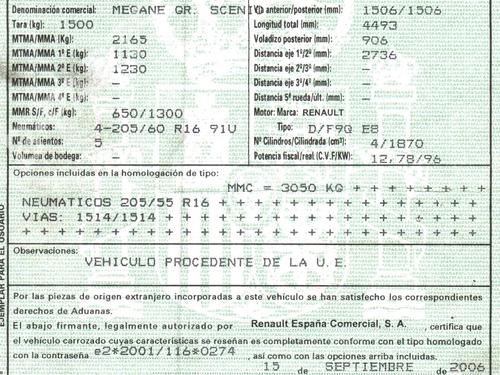 Denominación comercial: MEGANE GR. SCENI Vía anterior/posterior (mm): 1506/1506
Tara (kg): 1500 Longitud total (mm): 4493
MTMA/MMA (Kg): 2165 Voladizo posterior (mm): 906
MTMA/MMA 1º E (kg): 1130 Distancia eje 1º/2º (mm): 2736
MTMA/MMA 2º E (kg): 1230 Distancia eje 2º/3º (mm): —
MTMA/MMA 3º E (kg): — Distancia eje 3º/4º (mm): —
MTMA/MMA 4º E (kg): — Distancia 5ª rueda/últ. (mm): —
MMR S/F, c/F (kg): 650/1300 Motor: Marca: RENAULT
Neumáticos: 4-205/60 R16 91U Tipo: D/F9Q E8
Nº de asientos: 5 Nº Cilindros/Cilindrada (cm³): 4/1870
Volumen de bodega: — Potencia fiscal/real (C.V.F/KW): 12,78/96
Opciones incluidas en la homologación de tipo:
MMC = 3050 KG + + + + + + + +
NEUMATICOS 205/55 R16 + + + + + + + + + + + + + + +
VIAS: 1514/1514 + + + + + + + + + + + + + + + + + +
+ + + + + + + + + + + + + + + + + + + + + + + + + +
Observaciones:
VEHICULO PROCEDENTE DE LA U.E.
EJEMPLAR PARA EL USUARIO
Por las piezas de origen extranjero incorporadas a este vehículo se han satisfecho los correspondientes
derechos de Aduanas.
El abajo firmante, legalmente autorizado por Renault España Comercial, S. A. , certifica que
el vehículo carrozado cuyas características se reseñan es completamente conforme con el tipo homologado
con la contraseña e2*2001/116*0274 , así como con las opciones arriba incluidas.
15 de SEPTIEMBRE de 2006